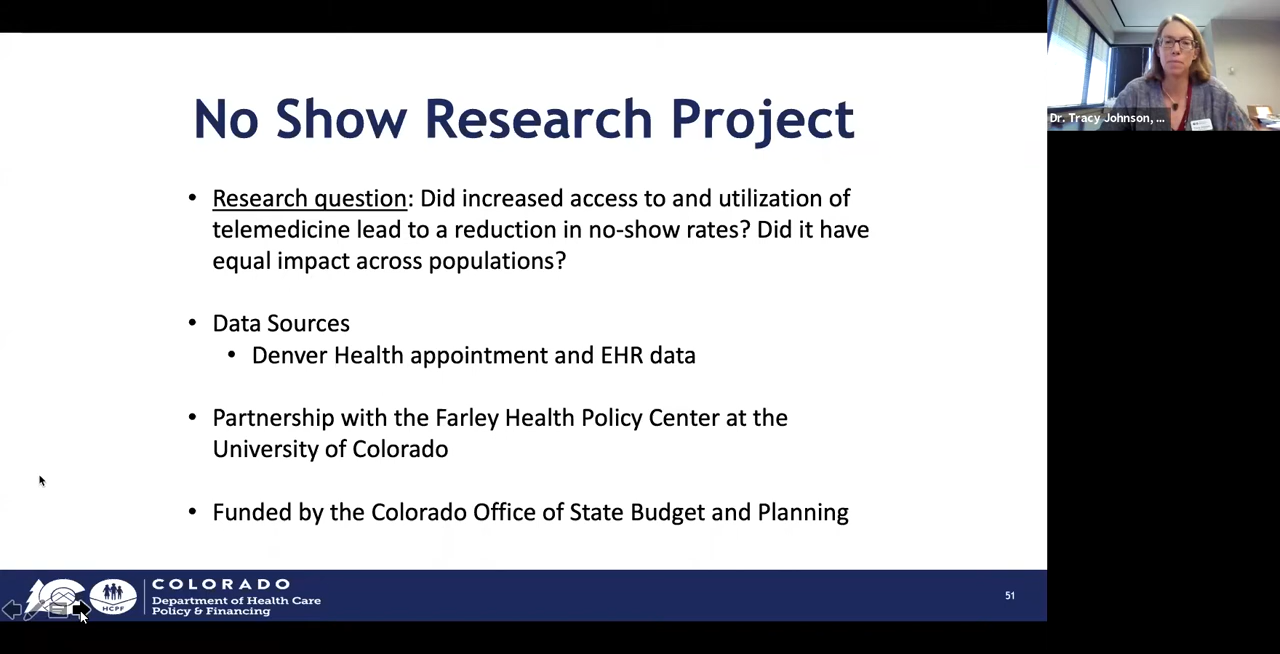 No Show Research Project
• Research question: Did increased access to and utilization of
telemedicine lead to a reduction in no-show rates? Did it have
equal impact across populations?
• Data Sources
• Denver Health appointment and EHR data
• Partnership with the Farley Health Policy Center at the
University of Colorado
• Funded by the Colorado Office of State Budget and Planning
HCPF
COLORADO
Department of Health Care
Policy & Financing
51
Dr. Tracy Johnson, ...